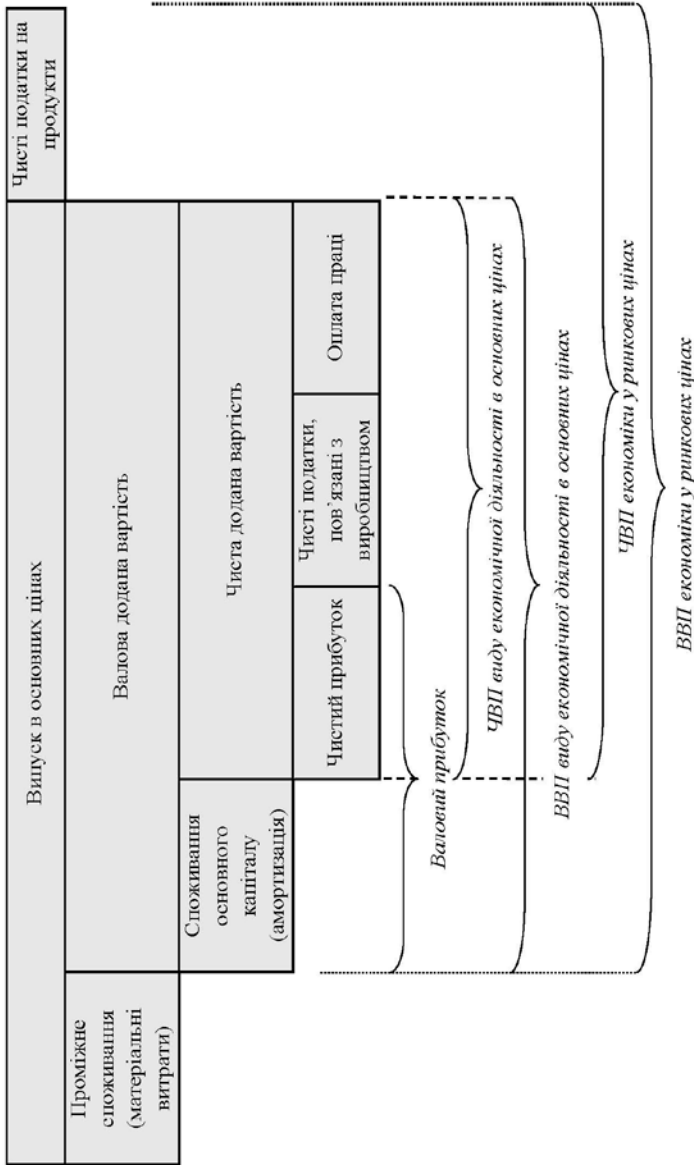 Випуск в основних цінах
Чисті податки на
продукти
Проміжне
споживання
(матеріальні
витрати)
Валова додана вартість
Споживання
основного
капіталу
(амортизація)
Чиста додана вартість
Чистий прибуток
Чисті податки,
пов’язані з
виробництвом
Оплата праці
Валовий прибуток
ЧВП виду економічної діяльності в основних цінах
ВВП виду економічної діяльності в основних цінах
ЧВП економіки у ринкових цінах
ВВП економіки у ринкових цінах